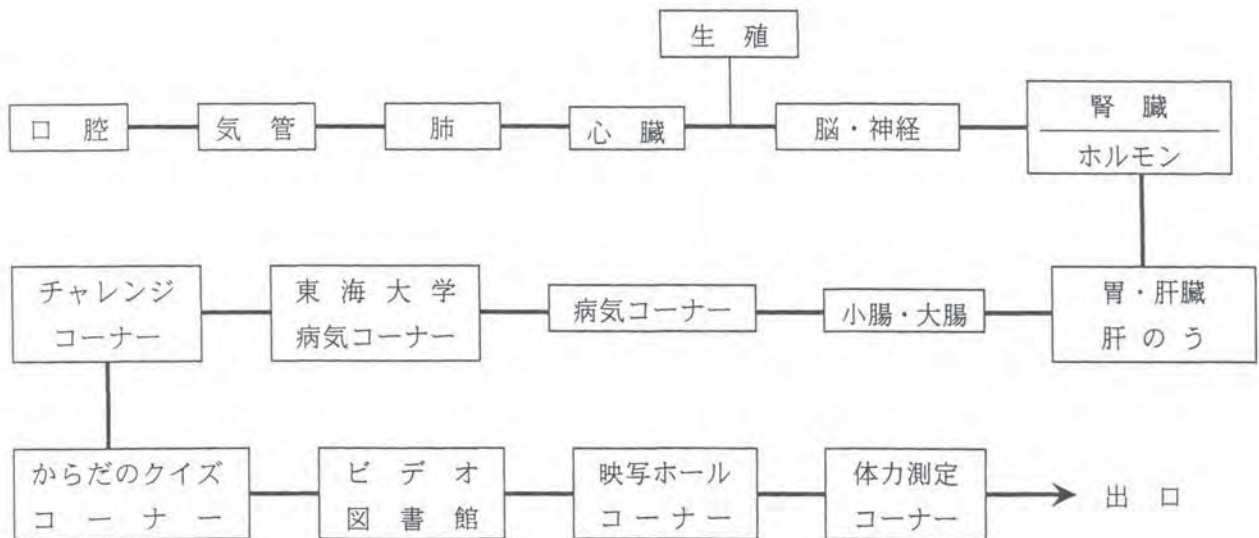 生殖
口腔
気管
肺
心臓
脳・神経
腎臓
ホルモン
胃・肝臓
肝のう
小腸・大腸
病気コーナー
東海大学
病気コーナー
チャレンジ
コーナー
からだのクイズ
コーナー
ビデオ
図書館
映写ホール
コーナー
体力測定
コーナー
出口